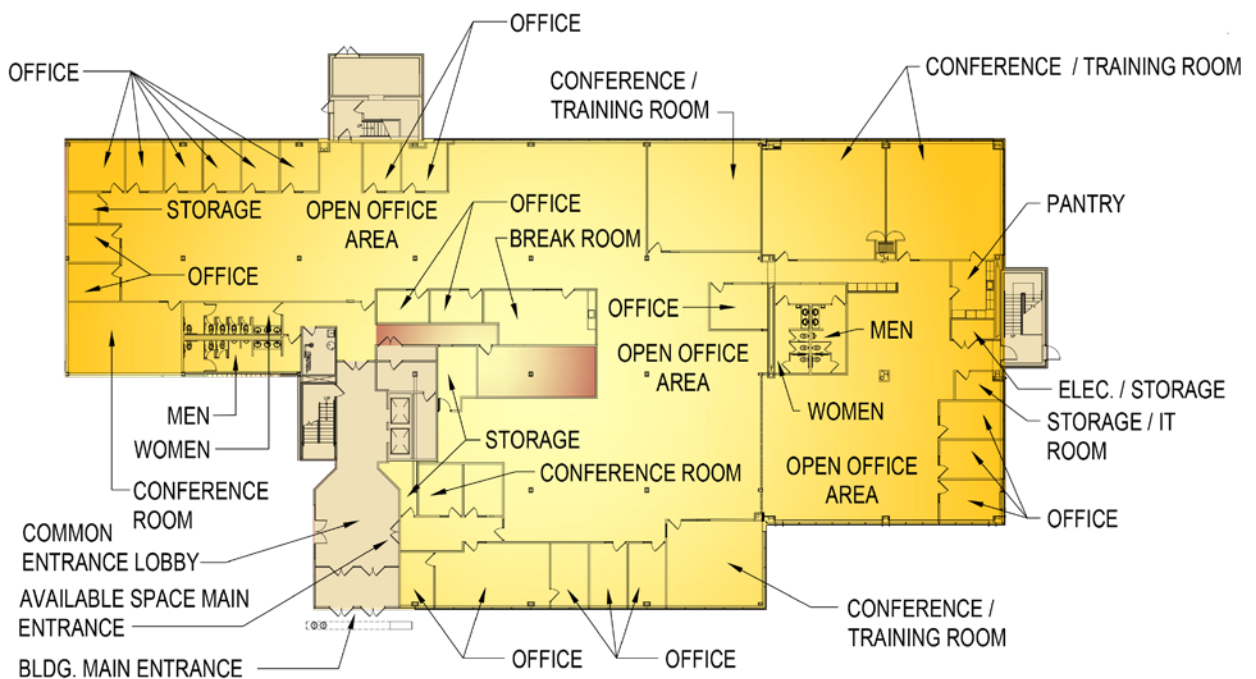 OFFICE
OFFICE
CONFERENCE /
TRAINING ROOM
CONFERENCE / TRAINING ROOM
STORAGE
OPEN OFFICE
AREA
OFFICE
BREAK ROOM
PANTRY
OFFICE
OFFICE
MEN
OPEN OFFICE
AREA
MEN
WOMEN
WOMEN
ELEC. / STORAGE
STORAGE / IT
ROOM
STORAGE
CONFERENCE ROOM
OPEN OFFICE
AREA
CONFERENCE
ROOM
OFFICE
COMMON
ENTRANCE LOBBY
AVAILABLE SPACE MAIN
ENTRANCE
CONFERENCE /
TRAINING ROOM
BLDG. MAIN ENTRANCE
OFFICE
OFFICE